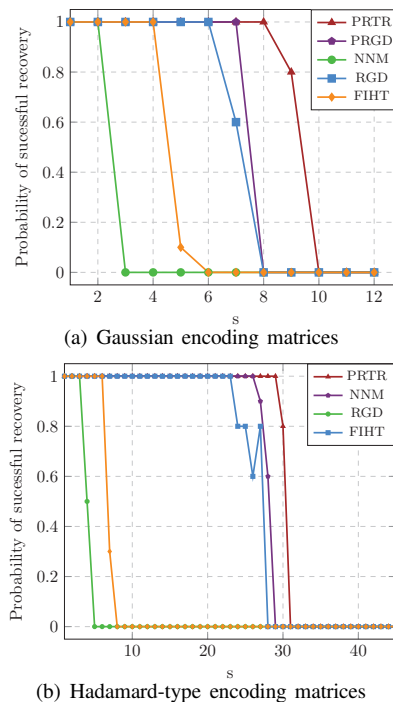 PRTR
PRGD
NNM
RGD
FIHT
Probability of sucessful recovery
1
0.8
0.6
0.4
0.2
0
2 4 6 8 10 12
s
(a) Gaussian encoding matrices
PRTR
NNM
RGD
FIHT
Probability of sucessful recovery
1
0.8
0.6
0.4
0.2
0
10 20 30 40
s
(b) Hadamard-type encoding matrices